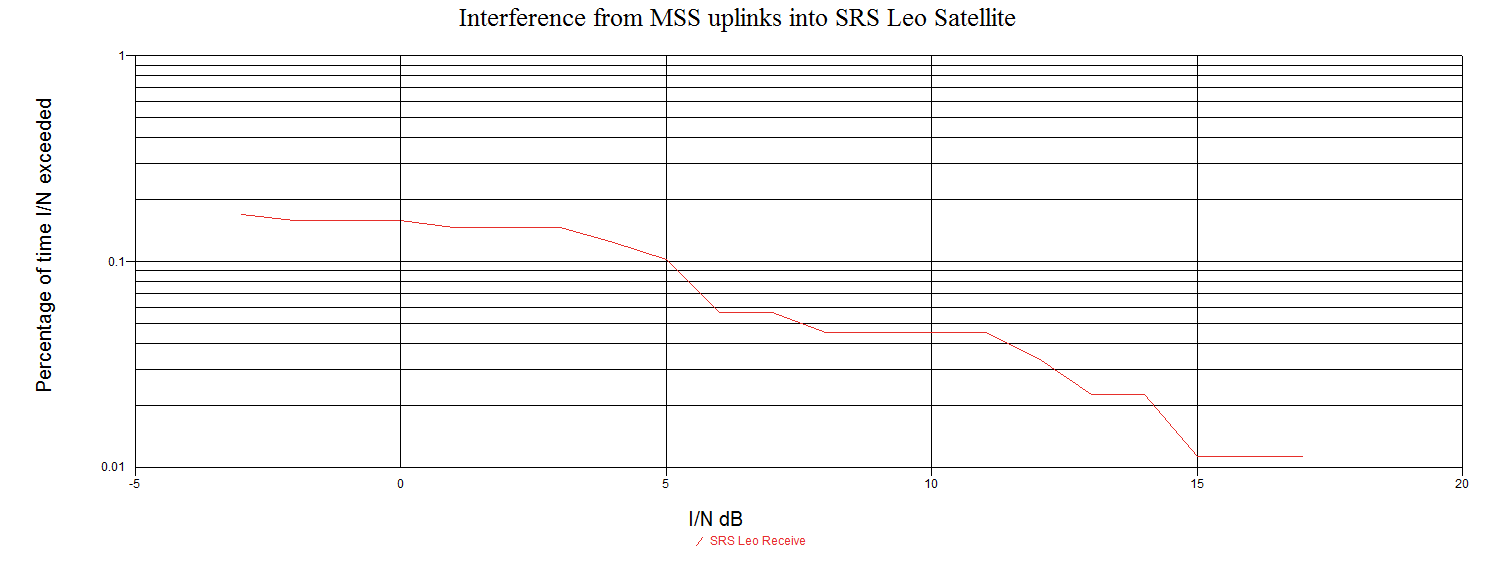 Interference from MSS uplinks into SRS Leo Satellite
Percentage of time I/N exceeded
1
0.1
0.01
-5 0 5 10 15 20
I/N dB
SRS Leo Receive